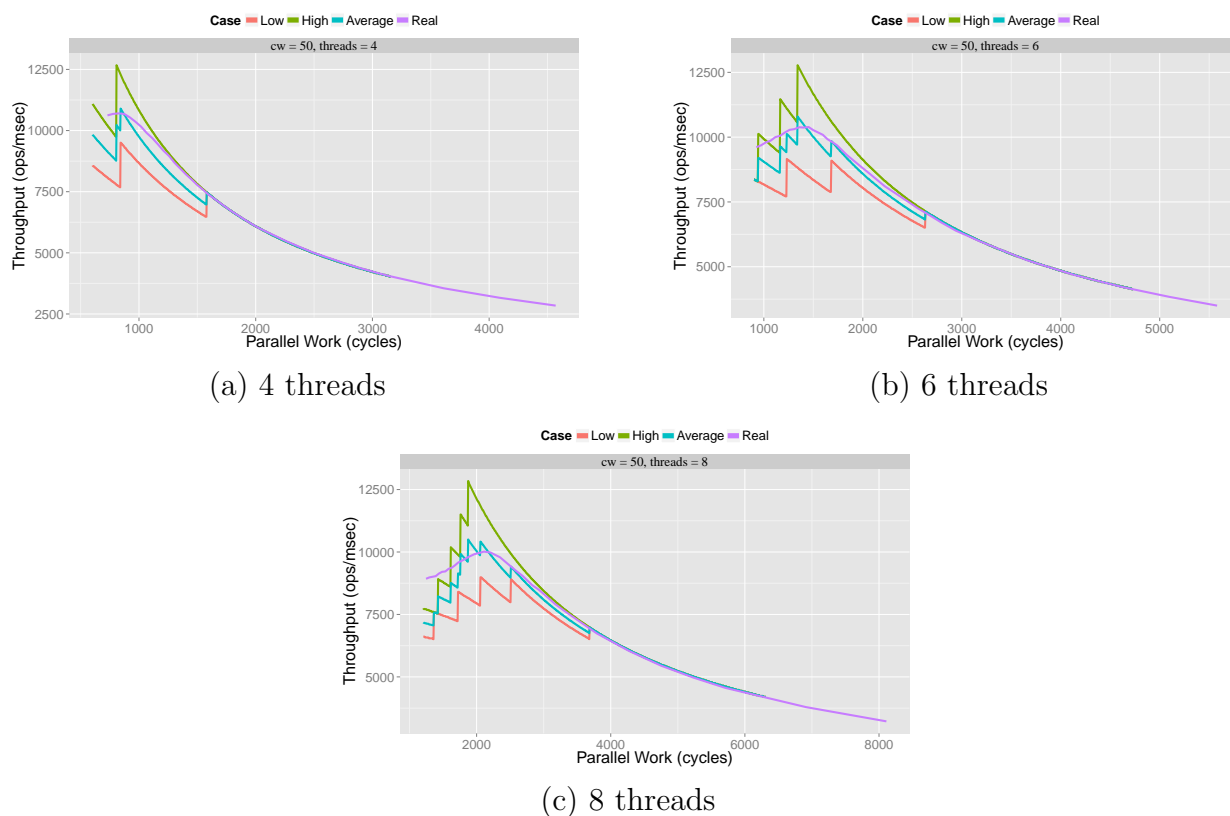 Case Low High Average Real
cw = 50, threads = 4
12500
10000
7500
5000
2500
Throughput (ops/msec)
1000 2000 3000 4000
Parallel Work (cycles)
(a) 4 threads
Case Low High Average Real
cw = 50, threads = 6
12500
10000
7500
5000
Throughput (ops/msec)
1000 2000 3000 4000 5000
Parallel Work (cycles)
(b) 6 threads
Case Low High Average Real
cw = 50, threads = 8
12500
10000
7500
5000
Throughput (ops/msec)
2000 4000 6000 8000
Parallel Work (cycles)
(c) 8 threads